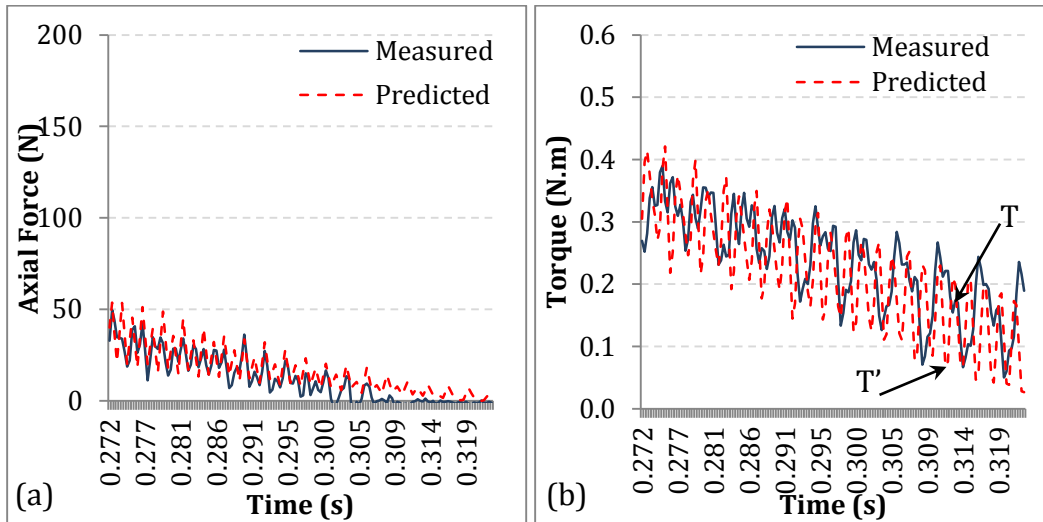 200
150
100
50
0
Axial Force (N)
Measured
Predicted
0.272
0.277
0.281
0.286
0.291
0.295
0.300
0.305
0.309
0.314
0.319
(a)
Time (s)
0.6
0.5
0.4
0.3
0.2
0.1
0.0
Torque (N.m)
Measured
Predicted
T
T’
0.272
0.277
0.281
0.286
0.291
0.295
0.300
0.305
0.309
0.314
0.319
(b)
Time (s)